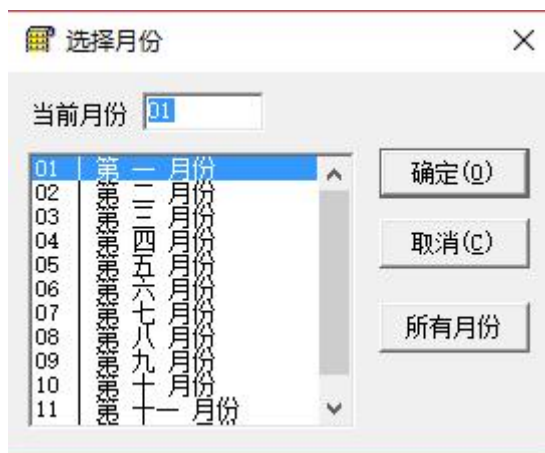 选择月份
当前月份 01
01 | 第 一 月份
02 | 第 二 月份
03 | 第 三 月份
04 | 第 四 月份
05 | 第 五 月份
06 | 第 六 月份
07 | 第 七 月份
08 | 第 八 月份
09 | 第 九 月份
10 | 第 十 月份
11 | 第 十一 月份
确定(O)
取消(C)
所有月份